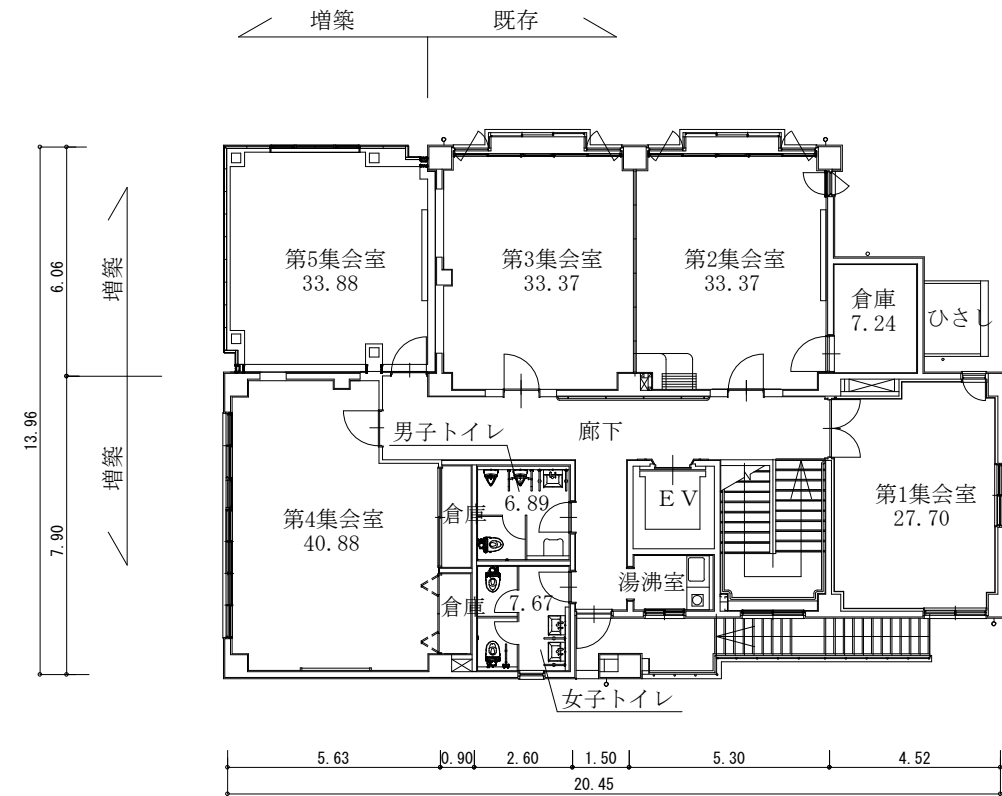 増築
既存
第5集会室
33.88
第3集会室
33.37
第2集会室
33.37
倉庫
7.24
ひさし
6.06
増築
13.96
増築
7.90
男子トイレ
廊下
6.89
EV
第1集会室
27.70
第4集会室
40.88
倉庫
湯沸室
倉庫
7.67
女子トイレ
5.63
0.90
2.60
1.50
5.30
4.52
20.45